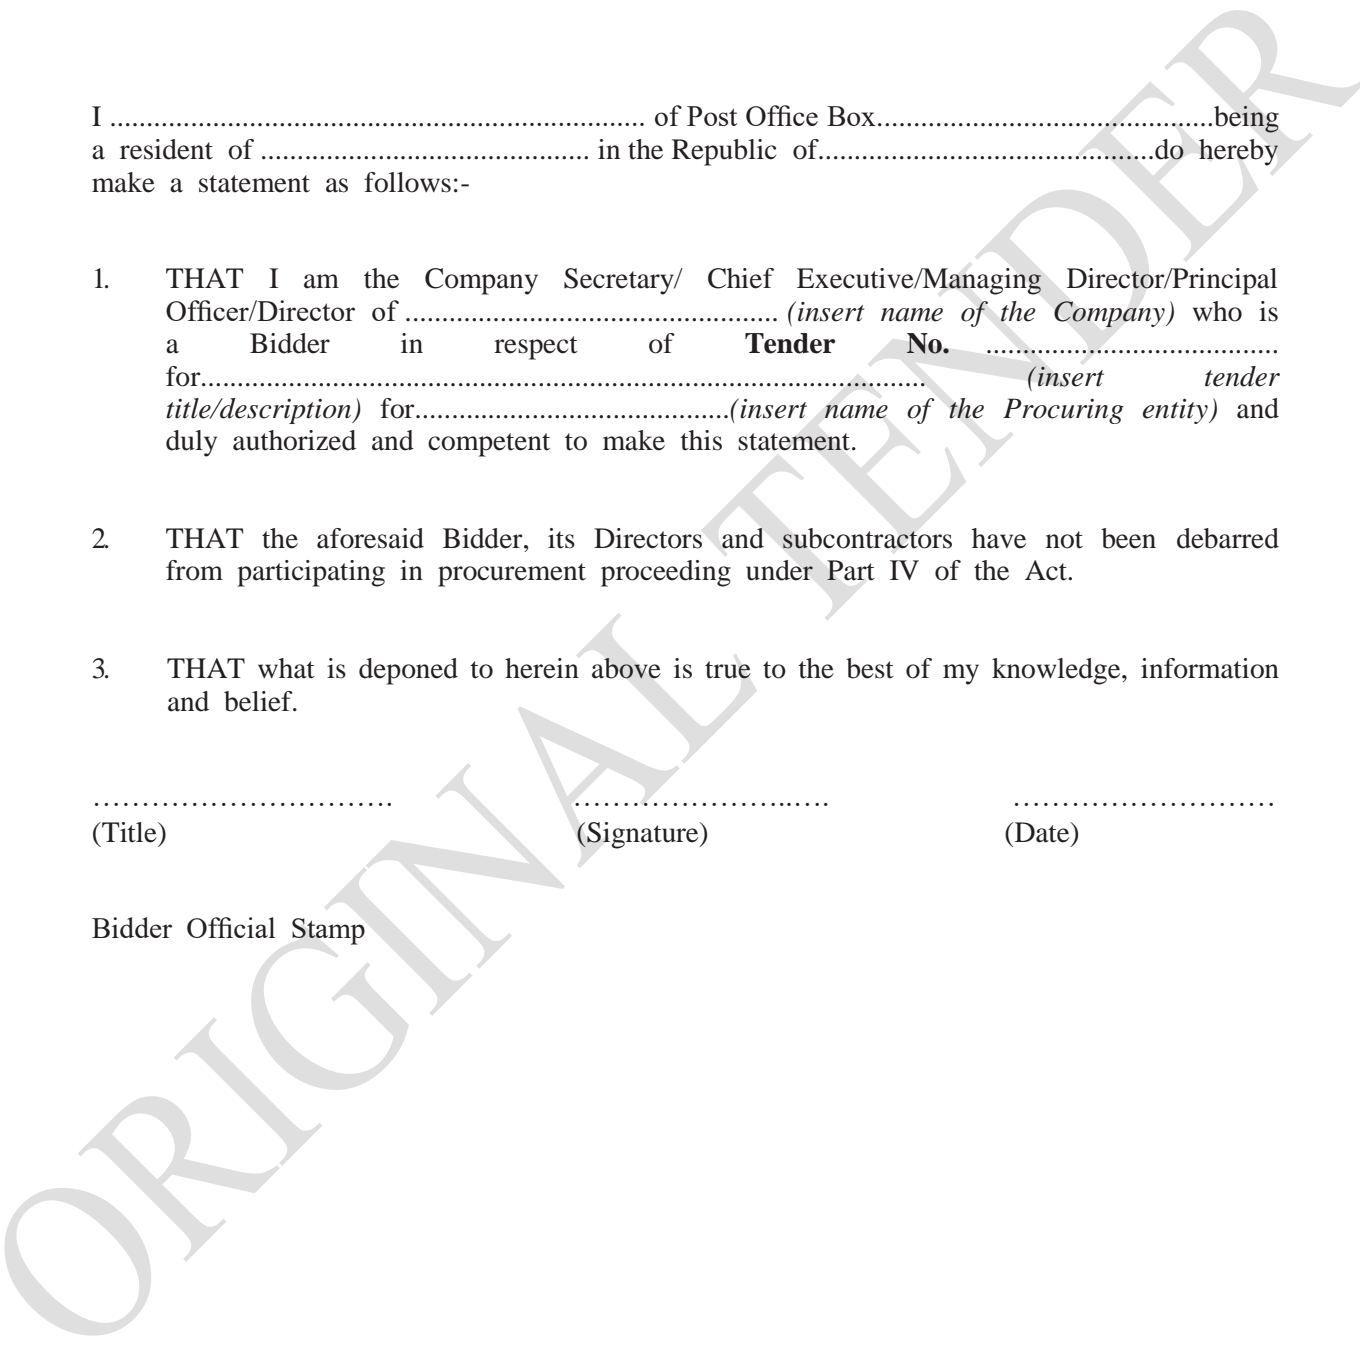 I ......................................................................... of Post Office Box..............................................being
a resident of ............................................. in the Republic of..............................................do hereby
make a statement as follows:-
1. THAT I am the Company Secretary/ Chief Executive/Managing Director/Principal
Officer/Director of ................................................... (insert name of the Company) who is
a Bidder in respect of Tender No. ........................................
for................................................................................................... (insert tender
title/description) for...........................................(insert name of the Procuring entity) and
duly authorized and competent to make this statement.
2. THAT the aforesaid Bidder, its Directors and subcontractors have not been debarred
from participating in procurement proceeding under Part IV of the Act.
3. THAT what is deponed to herein above is true to the best of my knowledge, information
and belief.
…………………………. …………………..…. ………………………
(Title) (Signature) (Date)
Bidder Official Stamp
ORIGINAL TENDER